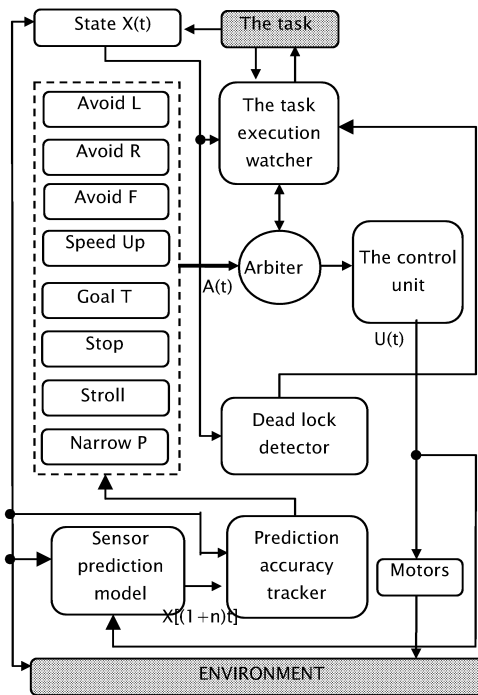 State X(t)
The task
Avoid L
Avoid R
Avoid F
Speed Up
Goal T
Stop
Stroll
Narrow P
The task
execution
watcher
A(t)
Arbiter
The control
unit
U(t)
Dead lock
detector
Sensor
prediction
model
X[(1+n)t]
Prediction
accuracy
tracker
Motors
ENVIRONMENT